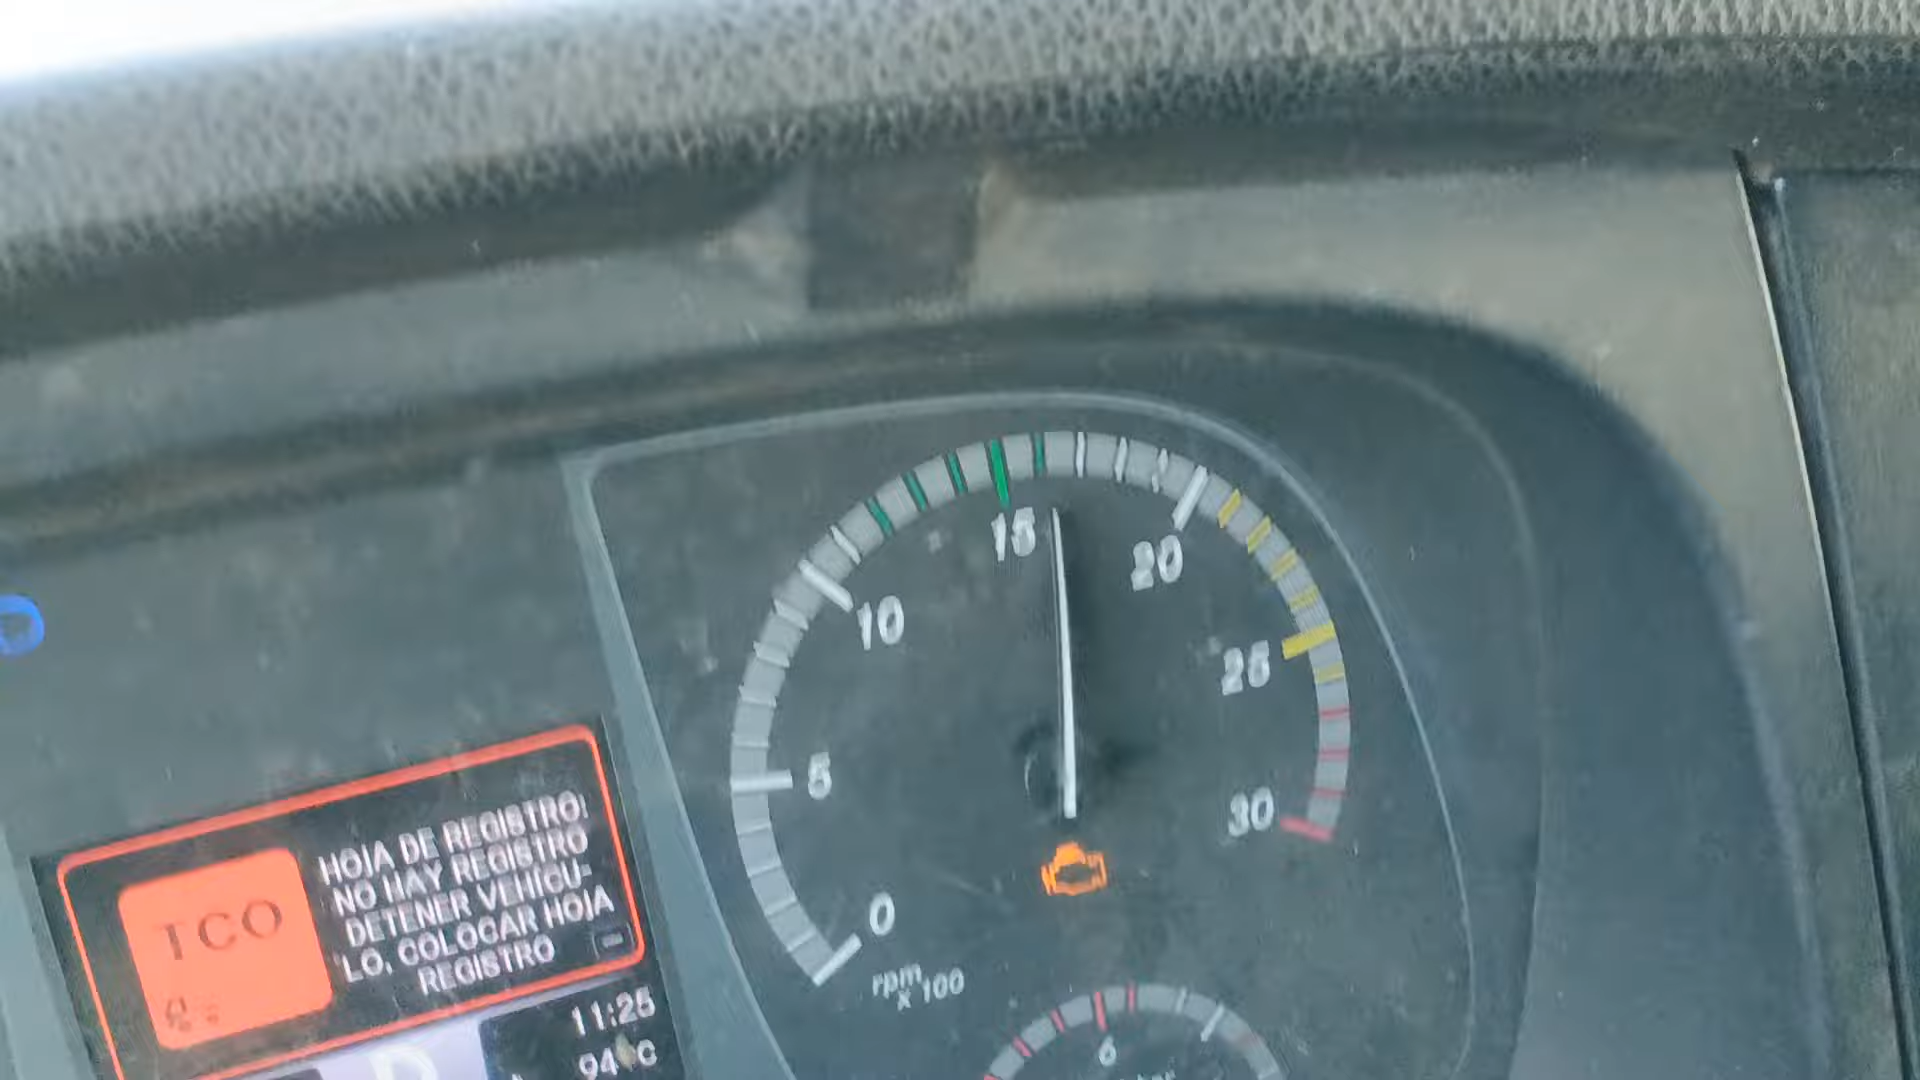 15
20
10
25
5
30
0
rpm
x 100
TCO
HOJA DE REGISTRO:
NO HAY REGISTRO
DETENER VEHICU-
LO, COLOCAR HOJA
REGISTRO
11:25
94°C
D
6